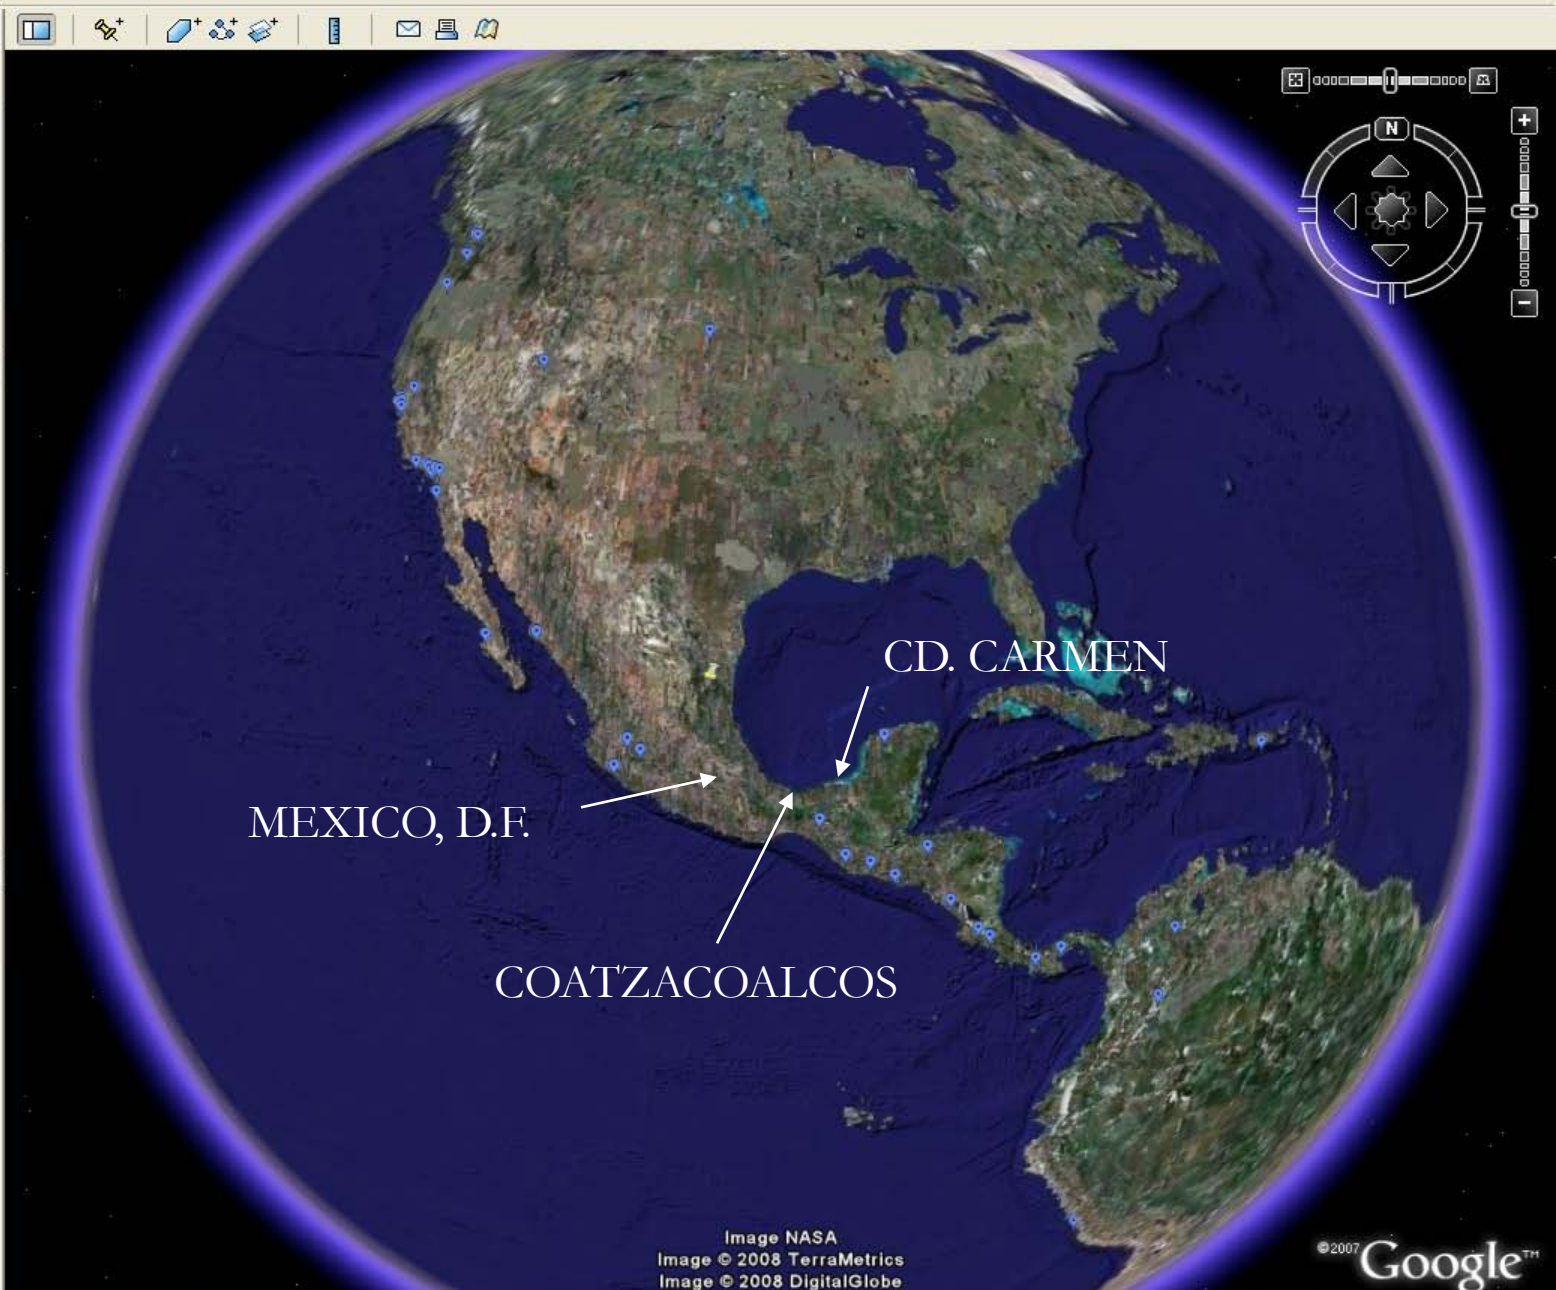 N
CD. CARMEN
MEXICO, D.F.
COATZACOALCOS
Image NASA
Image © 2008 TerraMetrics
Image © 2008 DigitalGlobe
©2007 Google™